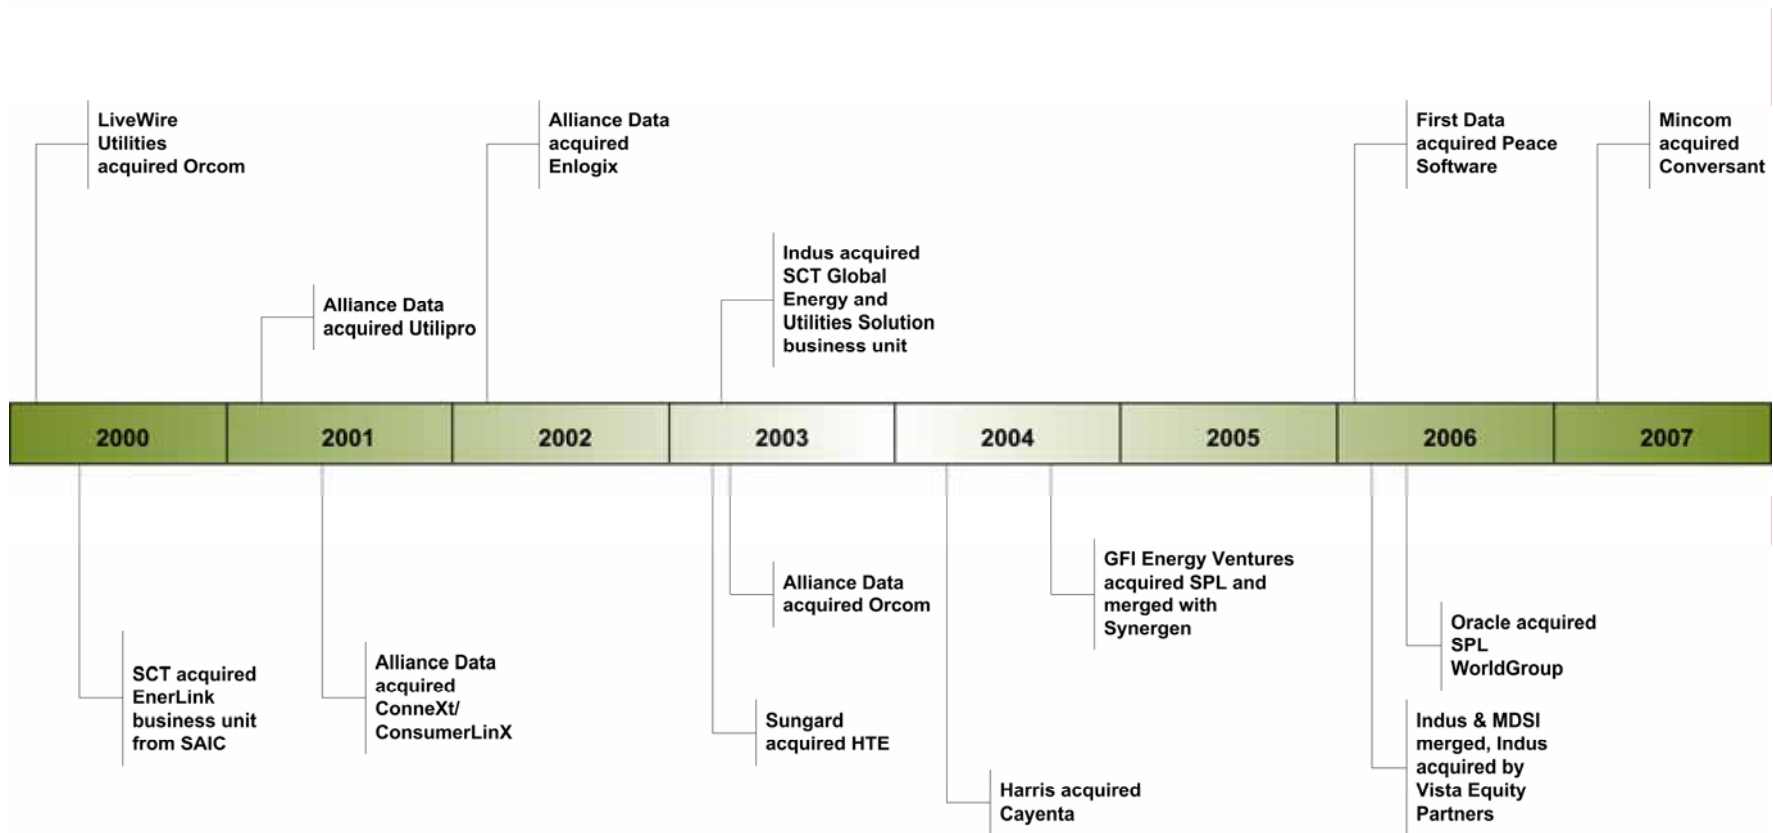 LiveWire
Utilities
acquired Orcom
Alliance Data
acquired
Enlogix
First Data
acquired Peace
Software
Mincom
acquired
Conversant
Indus acquired
SCT Global
Energy and
Utilities Solution
business unit
Alliance Data
acquired Utilipro
2000
2001
2002
2003
2004
2005
2006
2007
SCT acquired
EnerLink
business unit
from SAIC
Alliance Data
acquired
ConneXt/
ConsumerLinX
Alliance Data
acquired Orcom
Sungard
acquired HTE
Harris acquired
Cayenta
GFI Energy Ventures
acquired SPL and
merged with
Synergen
Oracle acquired
SPL
WorldGroup
Indus & MDSI
merged, Indus
acquired by
Vista Equity
Partners